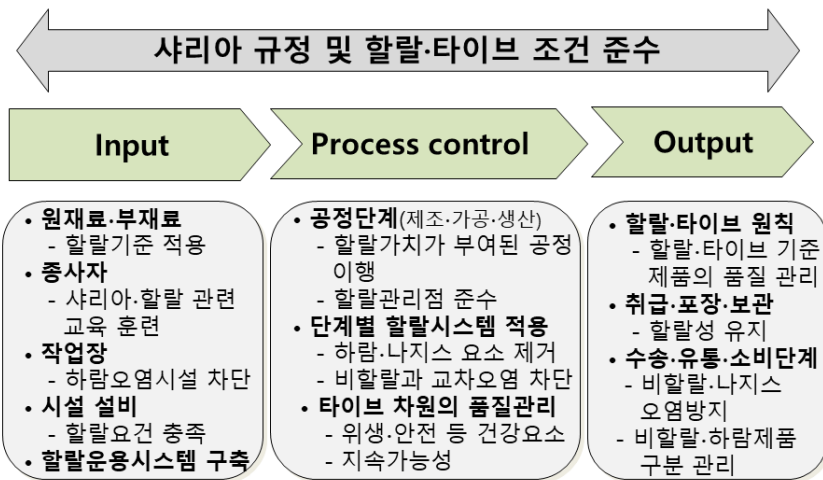 샤리아 규정 및 할랄·타이브 조건 준수
Input
Process control
Output
• 원재료·부재료
- 할랄기준 적용
• 종사자
- 샤리아·할랄 관련
교육 훈련
• 작업장
- 하람오염시설 차단
• 시설 설비
- 할랄요건 충족
• 할랄운용시스템 구축
• 공정단계(제조·가공·생산)
- 할랄가치가 부여된 공정
이행
- 할랄관리점 준수
• 단계별 할랄시스템 적용
- 하람·나지스 요소 제거
- 비할랄과 교차오염 차단
• 타이브 차원의 품질관리
- 위생·안전 등 건강요소
- 지속가능성
• 할랄·타이브 원칙
- 할랄·타이브 기준
제품의 품질 관리
• 취급·포장·보관
- 할랄성 유지
• 수송·유통·소비단계
- 비할랄·나지스
오염방지
- 비할랄·하람제품
구분 관리